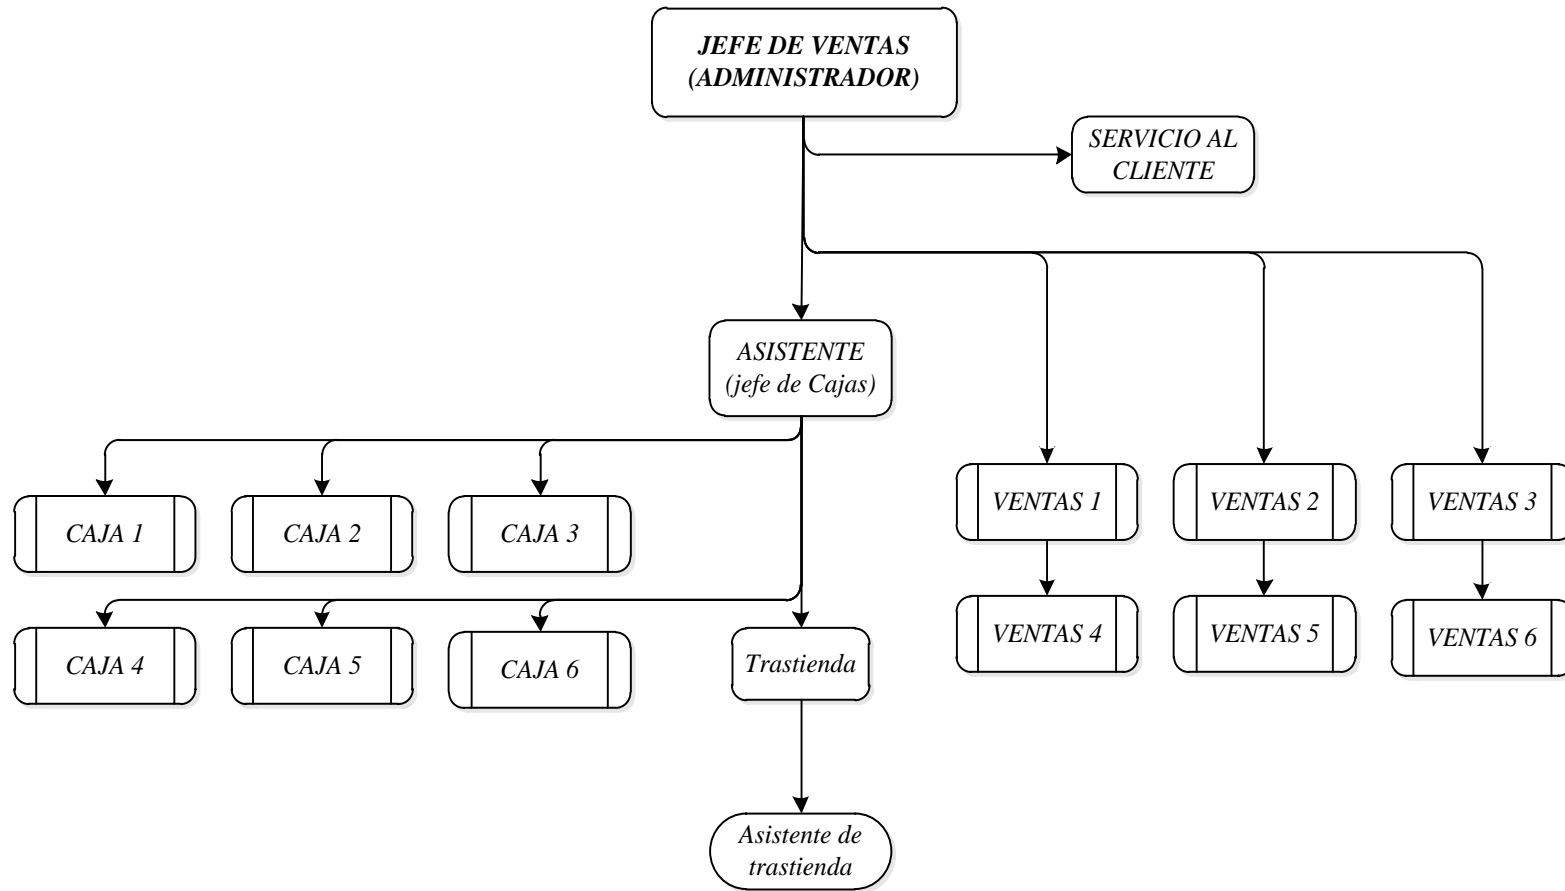 JEFE DE VENTAS
(ADMINISTRADOR)
SERVICIO AL
CLIENTE
ASISTENTE
(jefe de Cajas)
CAJA 1
CAJA 2
CAJA 3
VENTAS 1
VENTAS 2
VENTAS 3
CAJA 4
CAJA 5
CAJA 6
Trastienda
VENTAS 4
VENTAS 5
VENTAS 6
Asistente de
trastienda